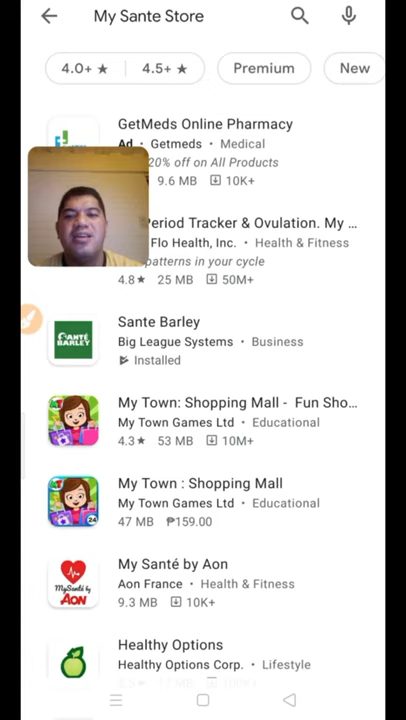 My Sante Store
4.0+ ★ 4.5+ ★ Premium New
GetMeds Online Pharmacy
Ad • Getmeds • Medical
20% off on All Products
9.6 MB 10K+
Period Tracker & Ovulation. My ...
Flo Health, Inc. • Health & Fitness
patterns in your cycle
4.8★ 25 MB 50M+
Sante Barley
Big League Systems • Business
Installed
SANTÉ
BARLEY
My Town: Shopping Mall - Fun Sho...
My Town Games Ltd • Educational
4.3★ 53 MB 10M+
My Town : Shopping Mall
My Town Games Ltd • Educational
47 MB ₱159.00
24
My Santé by Aon
Aon France • Health & Fitness
9.3 MB 10K+
MySanté by
AON
Healthy Options
Healthy Options Corp. • Lifestyle